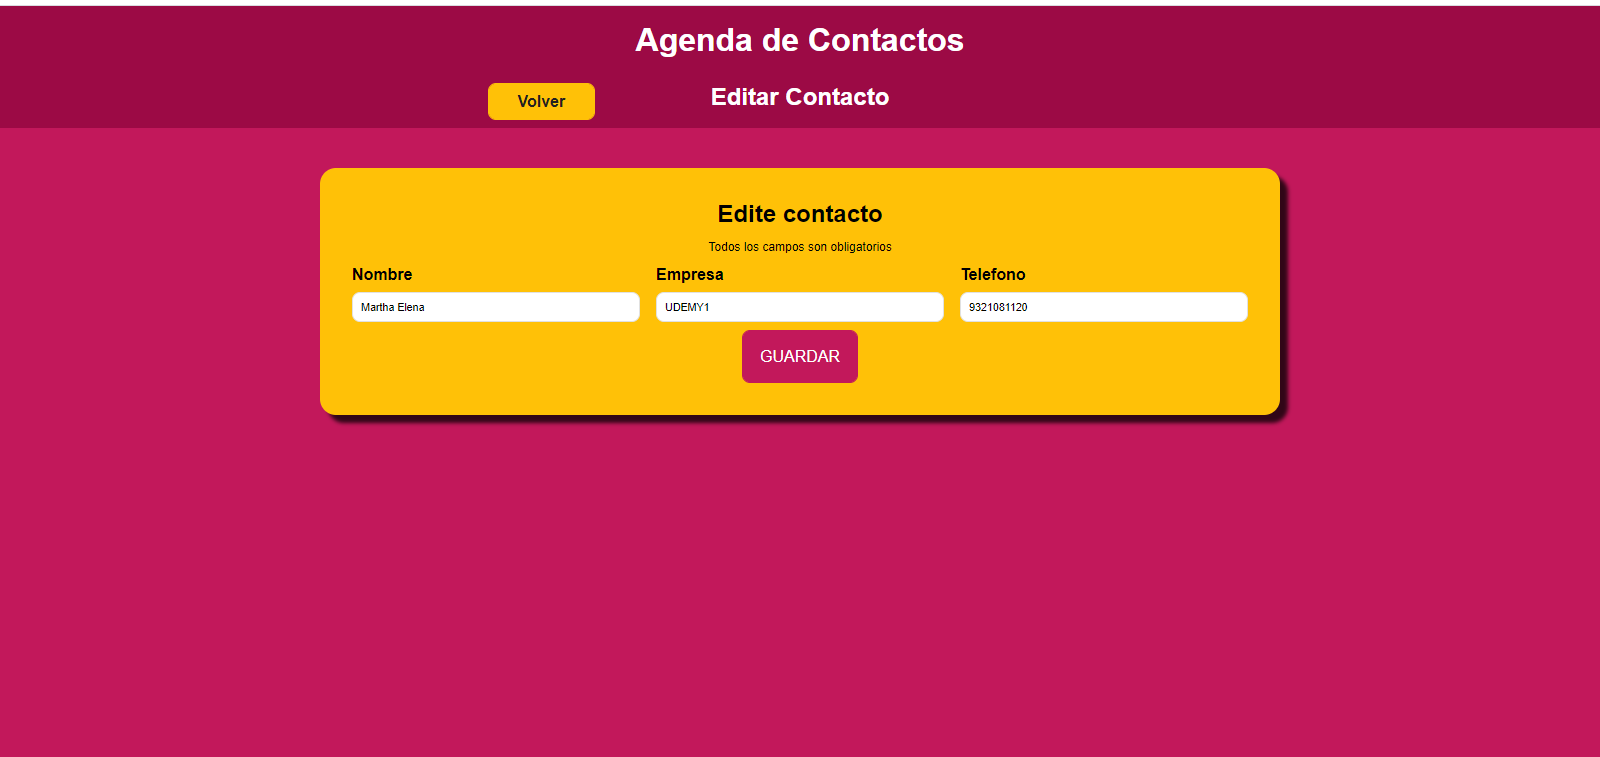 Agenda de Contactos
Volver
Editar Contacto
Edite contacto
Todos los campos son obligatorios
Nombre
Empresa
Telefono
Martha Elena
UDEMY1
9321081120
GUARDAR